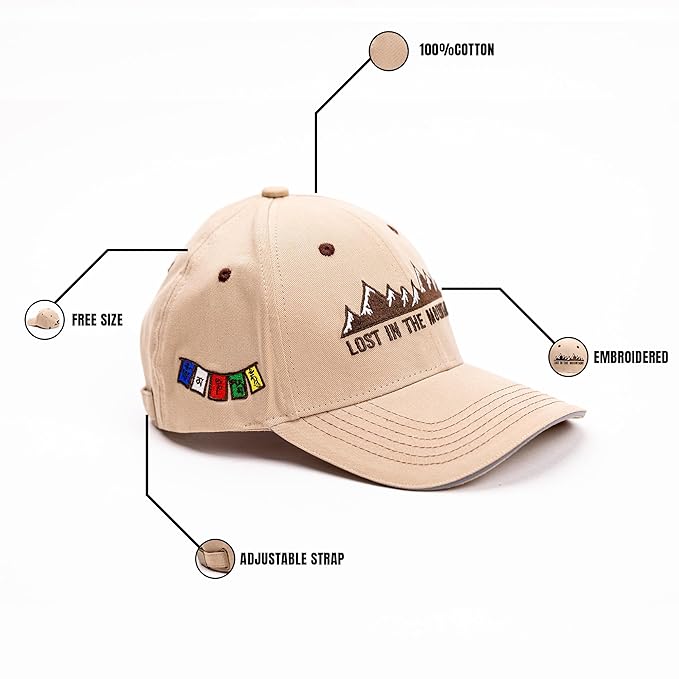 100%COTTON
FREE SIZE
LOST IN THE
EMBROIDERED
ADJUSTABLE STRAP